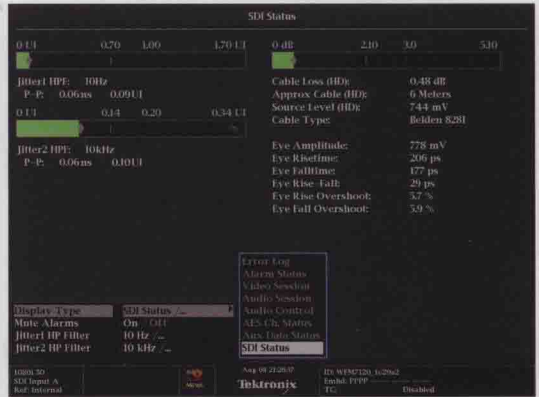 SDI Status
0 UI 0.70 1.00 1.70 UI
0 dB 2.10 3.0 5.10
Jitter1 HPF: 10Hz
P-P: 0.06ns 0.09UI
0 UI 0.14 0.20 0.34 UI
Jitter2 HPF: 10kHz
P-P: 0.06ns 0.10UI
Cable Loss (HD): 0.48 dB
Approx Cable (HD): 6 Meters
Source Level (HD): 744 mV
Cable Type: Belden 8281
Eye Amplitude: 778 mV
Eye Risetime: 206 ps
Eye Falltime: 177 ps
Eye Rise-Fall: 29 ps
Eye Rise Overshoot: 5.7 %
Eye Fall Overshoot: 5.9 %
Error Log
Alarm Status
Video Session
Audio Session
Audio Control
AES Ch. Status
Aux Data Status
SDI Status
Display Type SDI Status /...
Mute Alarms On / Off
Jitter1 HP Filter 10 Hz /...
Jitter2 HP Filter 10 kHz /...
SDI Input A
Ref: Internal
Tektronix
Embd: PPPP
TC: Disabled